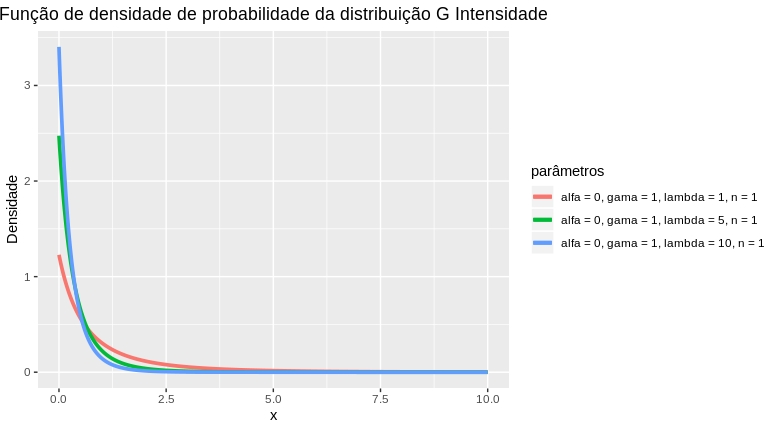 Função de densidade de probabilidade da distribuição G Intensidade
3
2
1
0
Densidade
0.0 2.5 5.0 7.5 10.0
x
parâmetros
alfa = 0, gama = 1, lambda = 1, n = 1
alfa = 0, gama = 1, lambda = 5, n = 1
alfa = 0, gama = 1, lambda = 10, n = 1